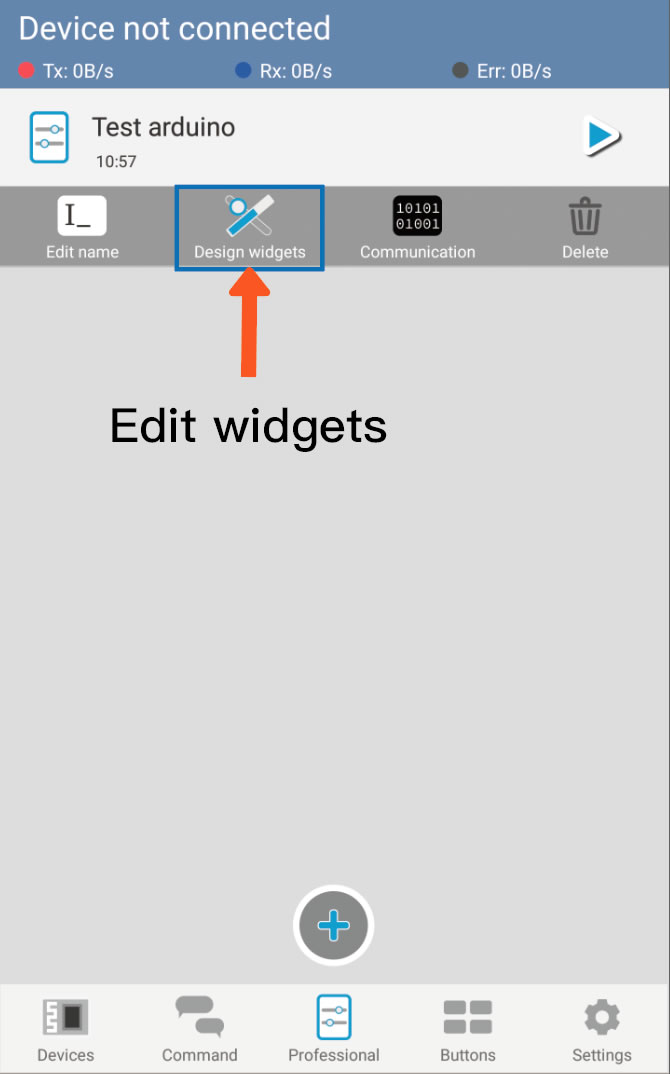 Device not connected
Tx: 0B/s Rx: 0B/s Err: 0B/s
Test arduino
10:57
I_
10101
01001
Edit name Design widgets Communication Delete
Edit widgets
Devices Command Professional Buttons Settings